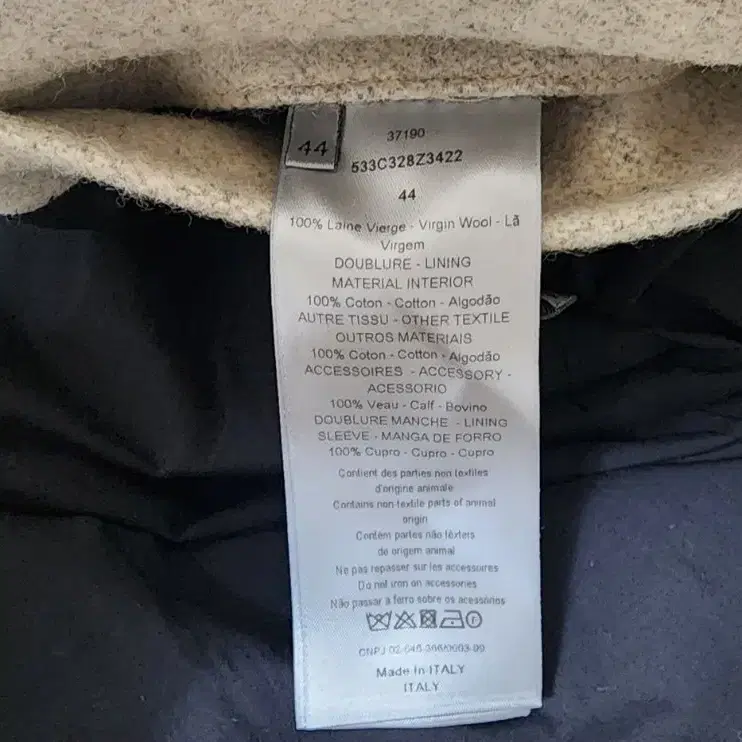 44
37190
533C328Z3422
44
100% Laine Vierge - Virgin Wool - Lã
Virgem
DOUBLURE - LINING
MATERIAL INTERIOR
100% Coton - Cotton - Algodão
AUTRE TISSU - OTHER TEXTILE
OUTROS MATERIAIS
100% Coton - Cotton - Algodão
ACCESSOIRES - ACCESSORY -
ACESSORIO
100% Veau - Calf - Bovino
DOUBLURE MANCHE - LINING
SLEEVE - MANGA DE FORRO
100% Cupro - Cupro - Cupro
Contient des parties non textiles
d'origine animale
Contains non-textile parts of animal
origin
Contém partes não têxteis
de origem animal
Ne pas repasser sur les accessoires
Do not iron on accessories
Não passar a ferro sobre os acessórios
CNPJ
Made in ITALY
ITALY